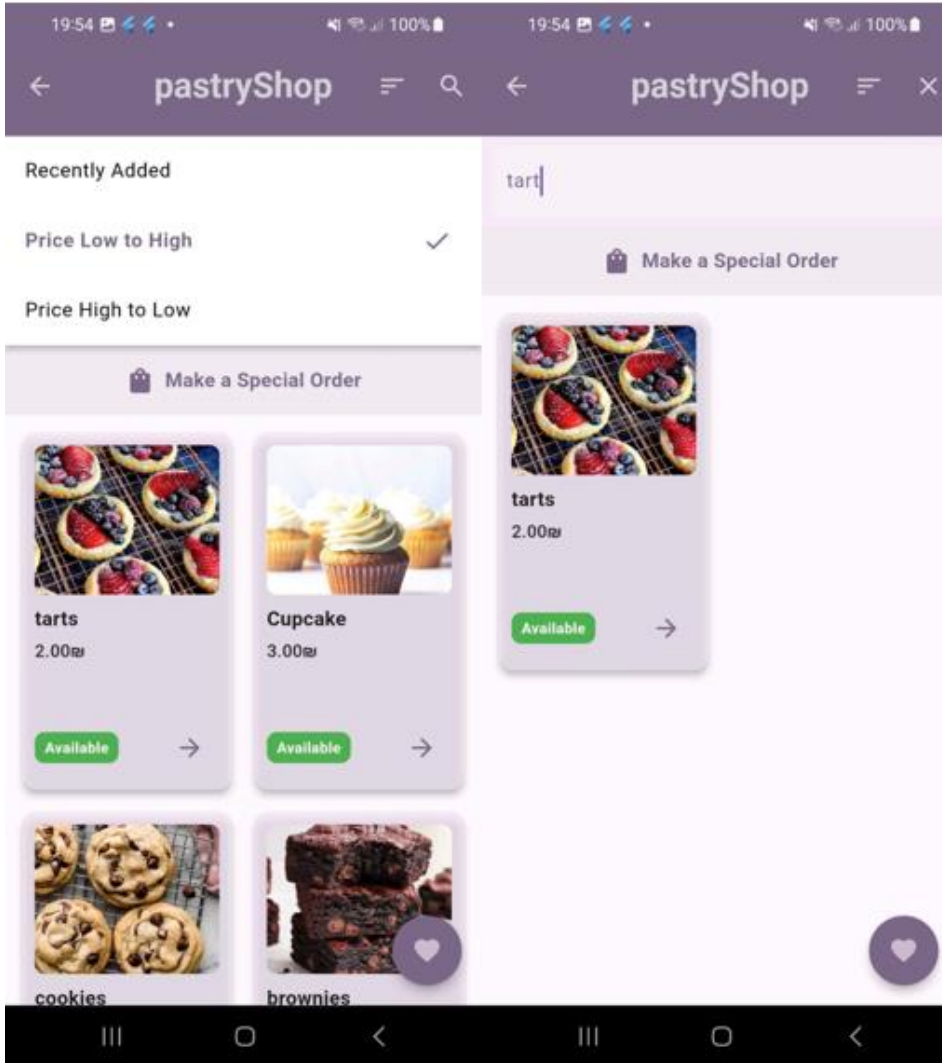 19:54 100%
pastryShop
Recently Added
Price Low to High
Price High to Low
Make a Special Order
tarts
2.00₪
Available
Cupcake
3.00₪
Available
cookies
brownies
19:54 100%
pastryShop
tart
Make a Special Order
tarts
2.00₪
Available